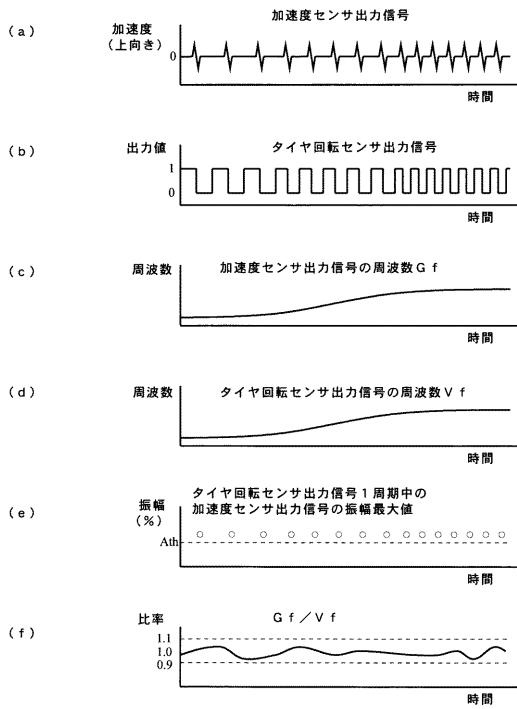 (a)
加速度センサ出力信号
加速度
(上向き)
0
時間
(b)
出力値
タイヤ回転センサ出力信号
1
0
時間
(c)
周波数
加速度センサ出力信号の周波数Gf
時間
(d)
周波数
タイヤ回転センサ出力信号の周波数Vf
時間
(e)
振幅
(%)
タイヤ回転センサ出力信号1周期中の
加速度センサ出力信号の振幅最大値
Ath
時間
(f)
比率
Gf/Vf
1.1
1.0
0.9
時間